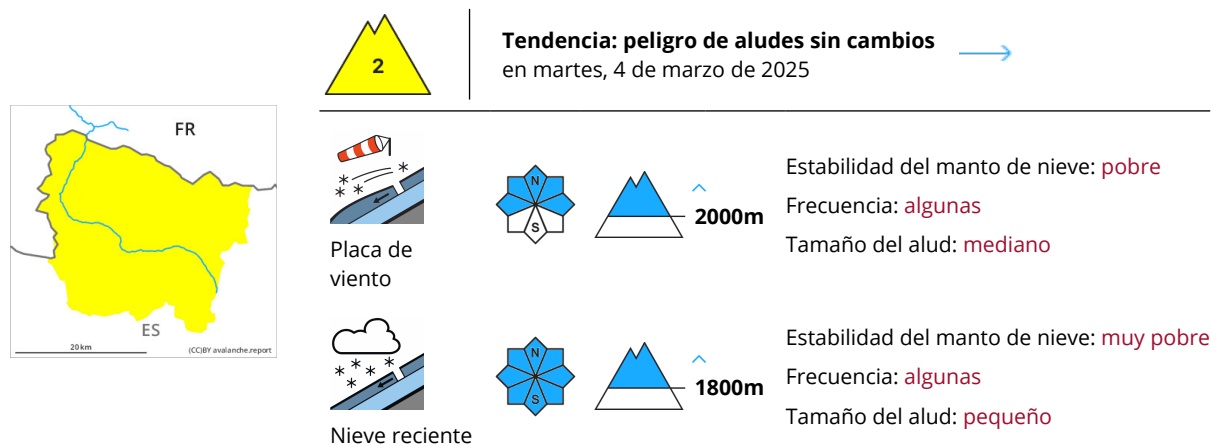 2
Tendencia: peligro de aludes sin cambios
en martes, 4 de marzo de 2025
FR
ES
20 km
(CC)BY avalanche.report
Placa de
viento
N
S
2000m
Estabilidad del manto de nieve: pobre
Frecuencia: algunas
Tamaño del alud: mediano
Nieve reciente
N
S
1800m
Estabilidad del manto de nieve: muy pobre
Frecuencia: algunas
Tamaño del alud: pequeño